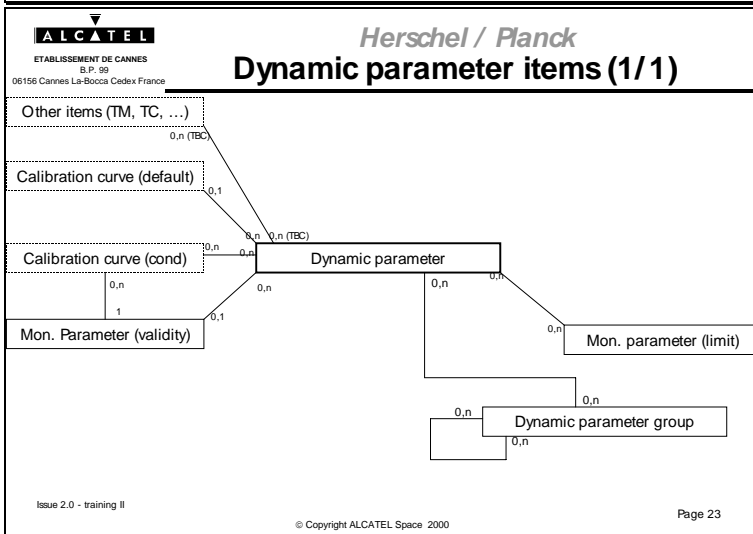 ALCATEL
ETABLISSEMENT DE CANNES
B.P. 99
06156 Cannes La-Bocca Cedex France
Herschel / Planck
Dynamic parameter items (1/1)
Other items (TM, TC, …)
0,n (TBC)
Calibration curve (default)
0,1
0,n 0,n (TBC)
Calibration curve (cond)
0,n
0,n
Dynamic parameter
0,n
0,n
0,n
0,n
1
0,1
Mon. Parameter (validity)
0,n
Mon. parameter (limit)
0,n
0,n
Dynamic parameter group
0,n
Issue 2.0 - training II
© Copyright ALCATEL Space 2000
Page 23